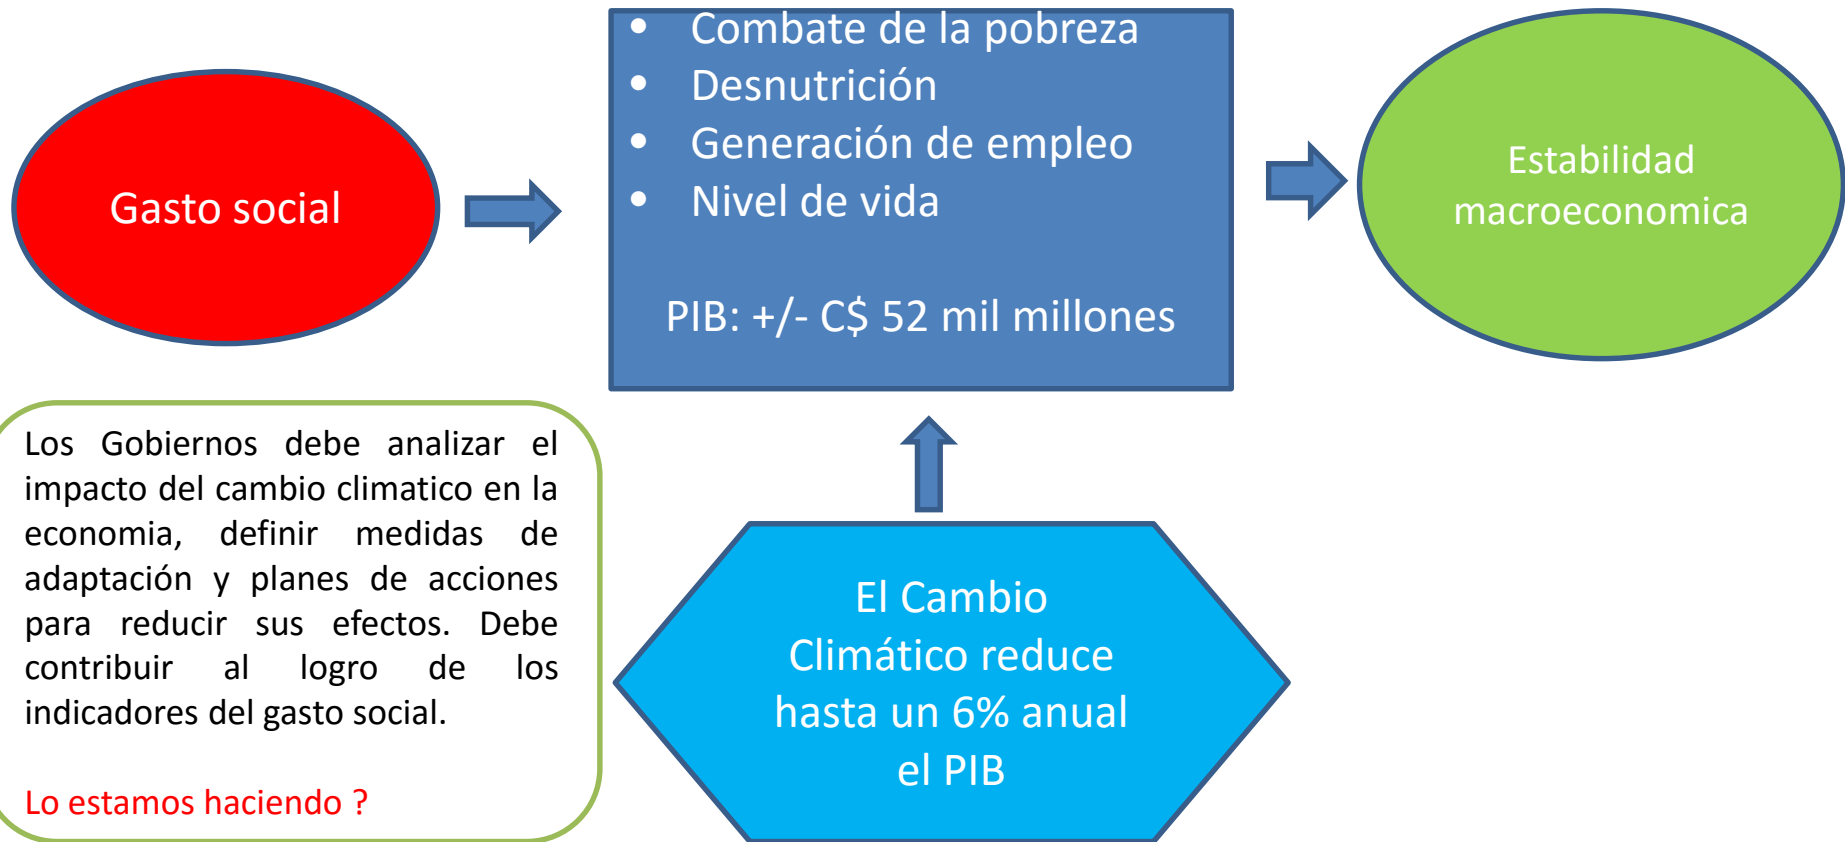 Gasto social
• Combate de la pobreza
• Desnutrición
• Generación de empleo
• Nivel de vida
PIB: +/- C$ 52 mil millones
Estabilidad
macroeconomica
Los Gobiernos debe analizar el
impacto del cambio climatico en la
economia, definir medidas de
adaptación y planes de acciones
para reducir sus efectos. Debe
contribuir al logro de los
indicadores del gasto social.
Lo estamos haciendo ?
El Cambio
Climático reduce
hasta un 6% anual
el PIB